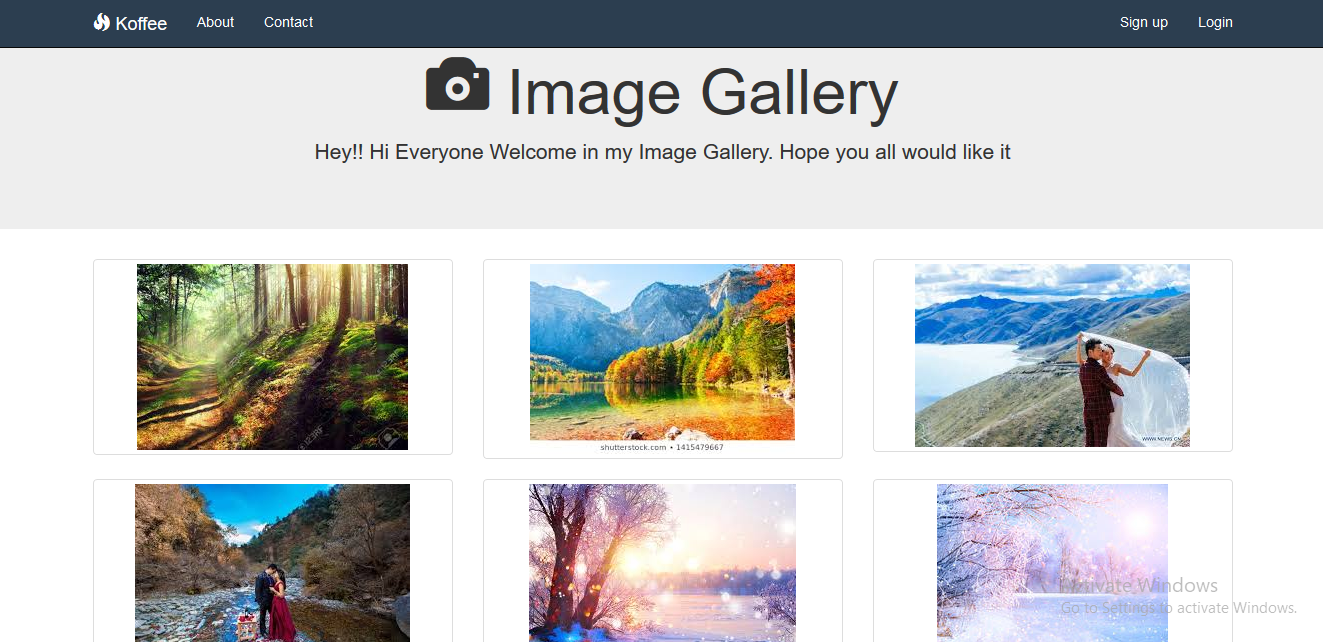 Koffee About Contact Sign up Login
Image Gallery
Hey!! Hi Everyone Welcome in my Image Gallery. Hope you all would like it
123RF
shutterstock.com • 1415479667
WWW.NEWS.CN
Activate Windows
Go to Settings to activate Windows.